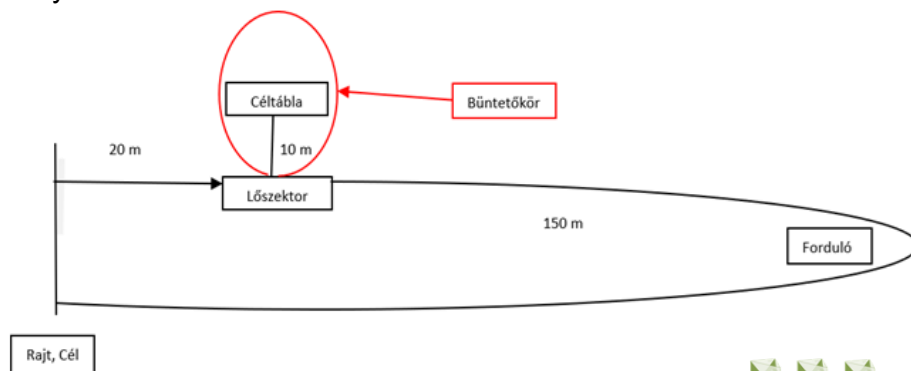 Céltábla
Büntetőkör
20 m
10 m
Lőszektor
150 m
Forduló
Rajt, Cél